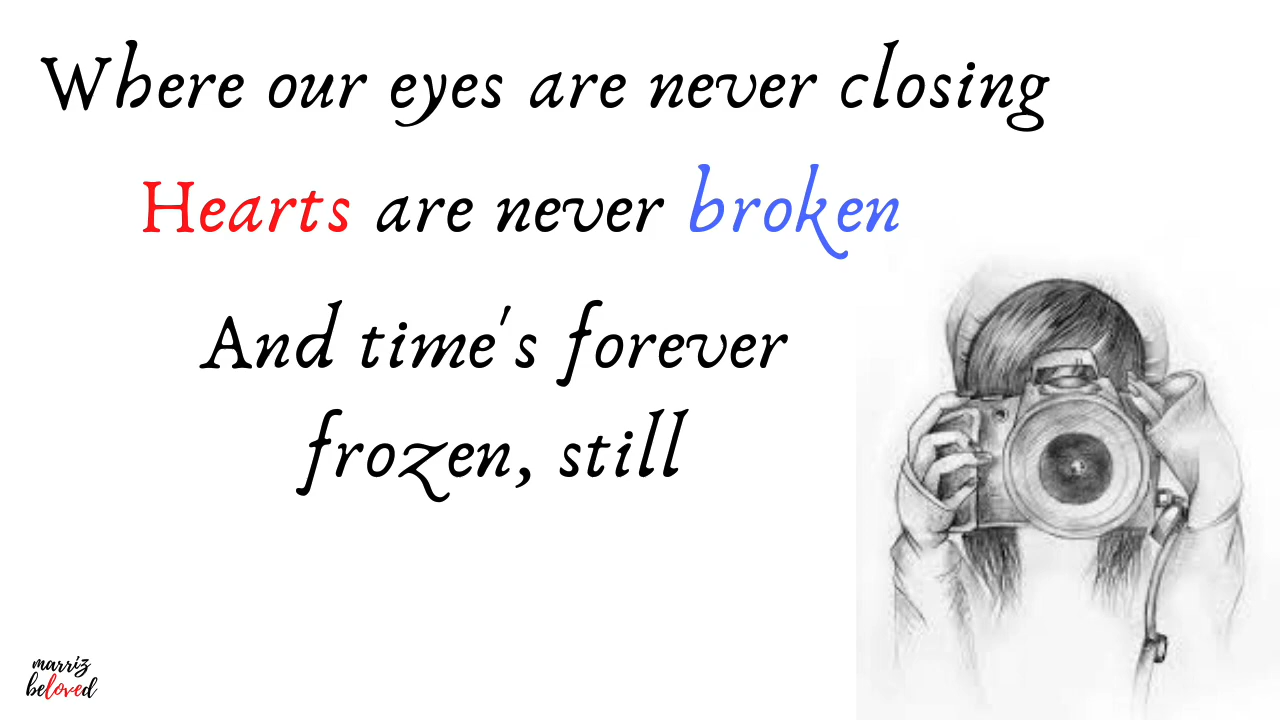 Where our eyes are never closing
Hearts are never broken
And time's forever
frozen, still
marriz
beloved